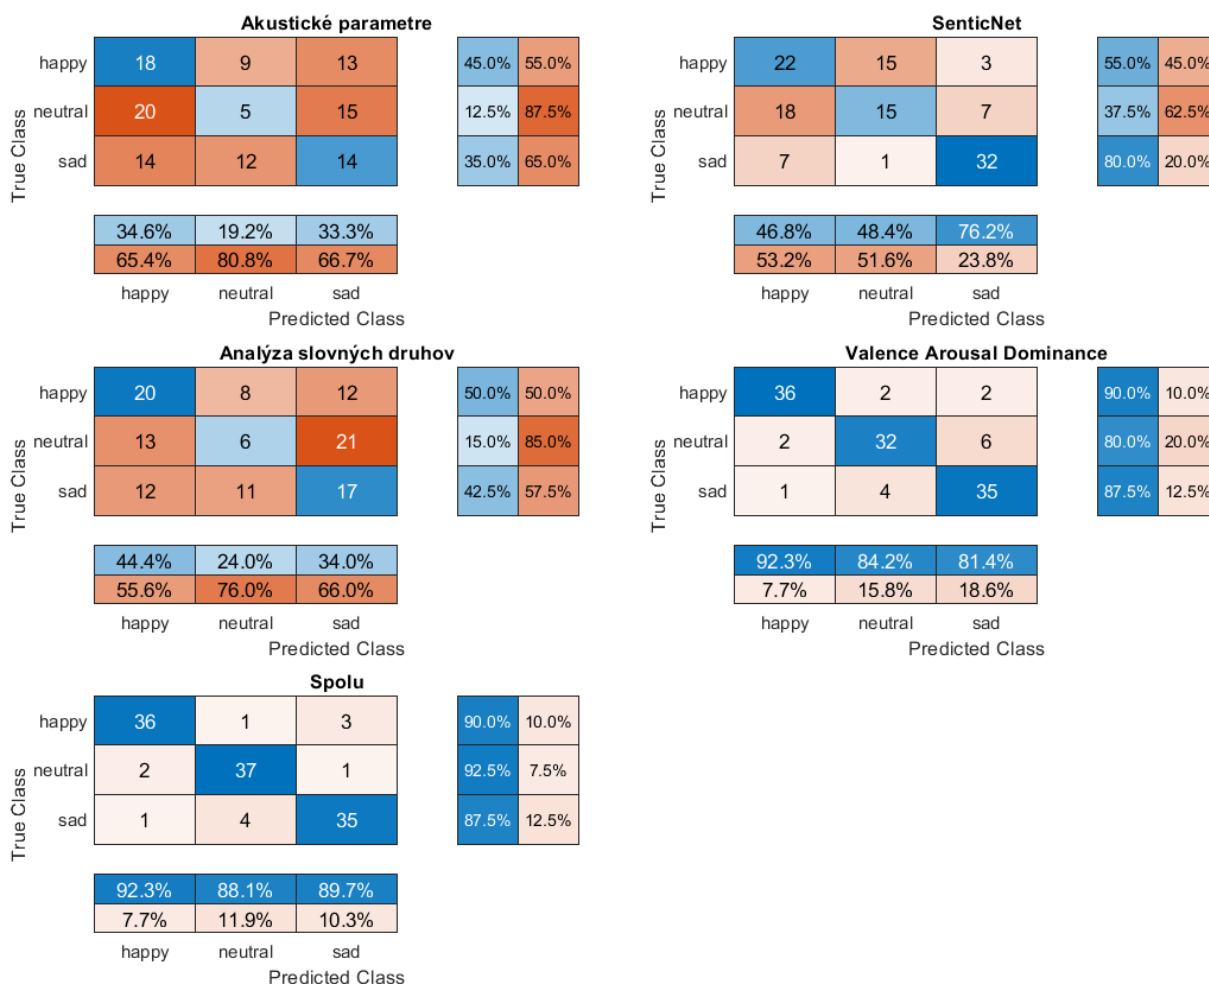 Akustické parametre
True Class
happy 18 9 13 45.0% 55.0%
neutral 20 5 15 12.5% 87.5%
sad 14 12 14 35.0% 65.0%
34.6% 19.2% 33.3%
65.4% 80.8% 66.7%
happy neutral sad
Predicted Class
SenticNet
True Class
happy 22 15 3 55.0% 45.0%
neutral 18 15 7 37.5% 62.5%
sad 7 1 32 80.0% 20.0%
46.8% 48.4% 76.2%
53.2% 51.6% 23.8%
happy neutral sad
Predicted Class
Analýza slovných druhov
True Class
happy 20 8 12 50.0% 50.0%
neutral 13 6 21 15.0% 85.0%
sad 12 11 17 42.5% 57.5%
44.4% 24.0% 34.0%
55.6% 76.0% 66.0%
happy neutral sad
Predicted Class
Valence Arousal Dominance
True Class
happy 36 2 2 90.0% 10.0%
neutral 2 32 6 80.0% 20.0%
sad 1 4 35 87.5% 12.5%
92.3% 84.2% 81.4%
7.7% 15.8% 18.6%
happy neutral sad
Predicted Class
Spolu
True Class
happy 36 1 3 90.0% 10.0%
neutral 2 37 1 92.5% 7.5%
sad 1 4 35 87.5% 12.5%
92.3% 88.1% 89.7%
7.7% 11.9% 10.3%
happy neutral sad
Predicted Class